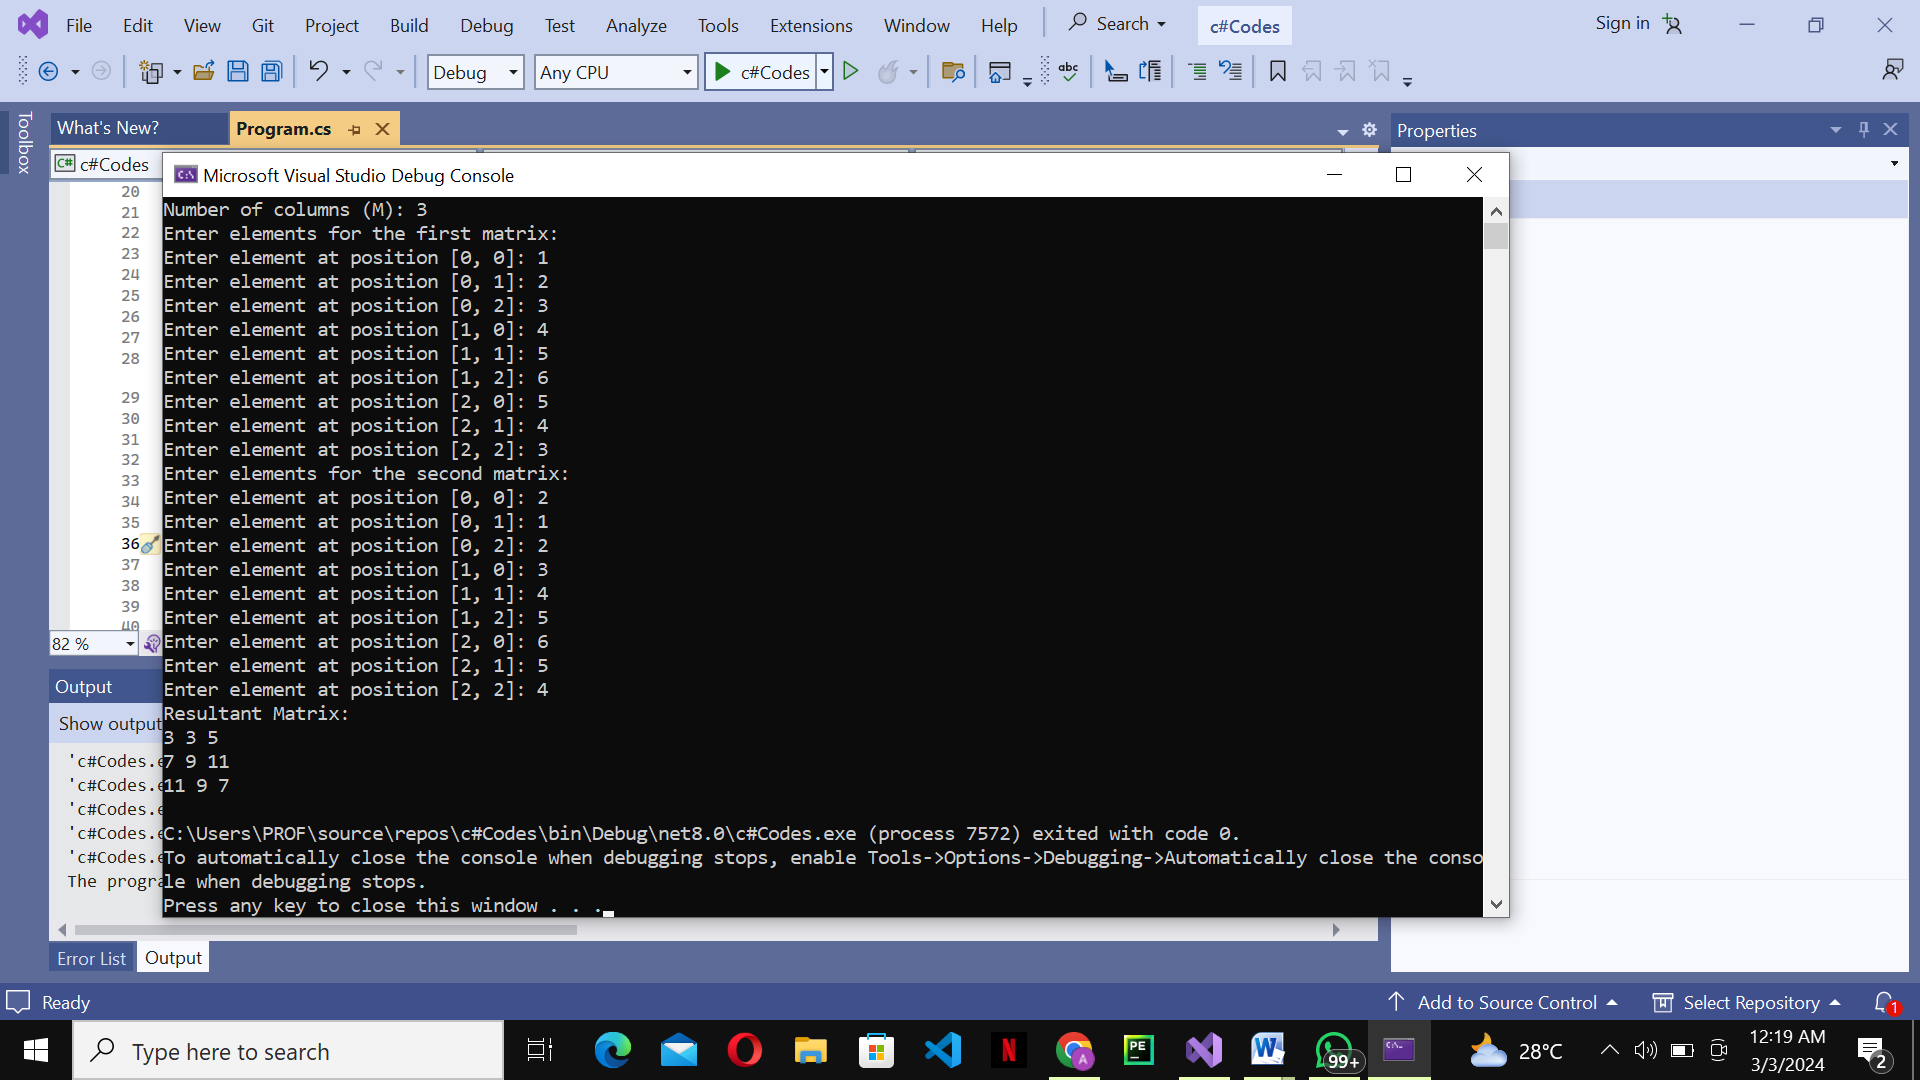 File Edit View Git Project Build Debug Test Analyze Tools Extensions Window Help Search c#Codes Sign in
Debug Any CPU c#Codes
Toolbox
What's New? Program.cs
Properties
C# c#Codes
Microsoft Visual Studio Debug Console
20
21
22
23
24
25
26
27
28
29
30
31
32
33
34
35
36
37
38
39
40
82 %
Number of columns (M): 3
Enter elements for the first matrix:
Enter element at position [0, 0]: 1
Enter element at position [0, 1]: 2
Enter element at position [0, 2]: 3
Enter element at position [1, 0]: 4
Enter element at position [1, 1]: 5
Enter element at position [1, 2]: 6
Enter element at position [2, 0]: 5
Enter element at position [2, 1]: 4
Enter element at position [2, 2]: 3
Enter elements for the second matrix:
Enter element at position [0, 0]: 2
Enter element at position [0, 1]: 1
Enter element at position [0, 2]: 2
Enter element at position [1, 0]: 3
Enter element at position [1, 1]: 4
Enter element at position [1, 2]: 5
Enter element at position [2, 0]: 6
Enter element at position [2, 1]: 5
Enter element at position [2, 2]: 4
Resultant Matrix:
3 3 5
7 9 11
11 9 7
C:\Users\PROF\source\repos\c#Codes\bin\Debug\net8.0\c#Codes.exe (process 7572) exited with code 0.
To automatically close the console when debugging stops, enable Tools->Options->Debugging->Automatically close the conso
le when debugging stops.
Press any key to close this window . . .
Output
Show output
'c#Codes.e
'c#Codes.e
'c#Codes.e
'c#Codes.e
'c#Codes.e
The progra
Error List Output
Ready Add to Source Control Select Repository 1
Type here to search
PE
99+
28°C
12:19 AM
3/3/2024
2